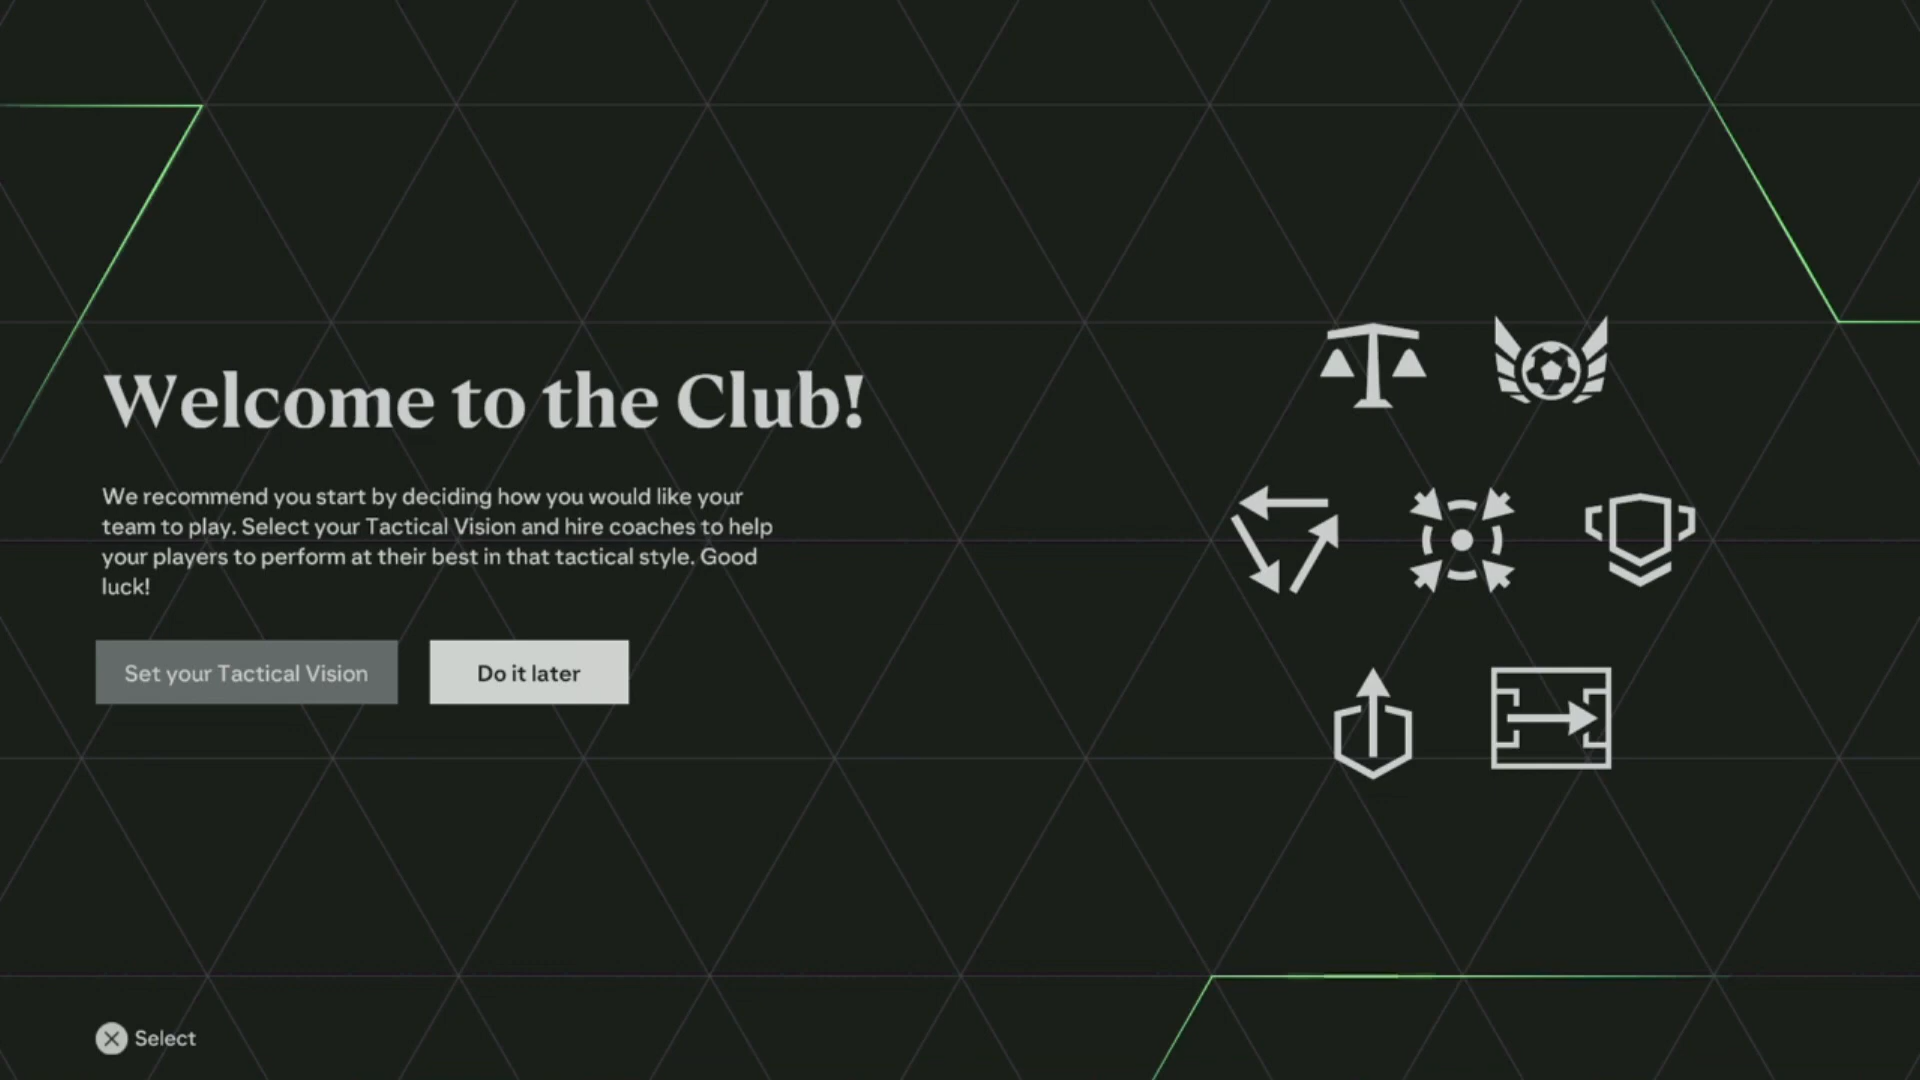 Welcome to the Club!
We recommend you start by deciding how you would like your
team to play. Select your Tactical Vision and hire coaches to help
your players to perform at their best in that tactical style. Good
luck!
Set your Tactical Vision
Do it later
Select